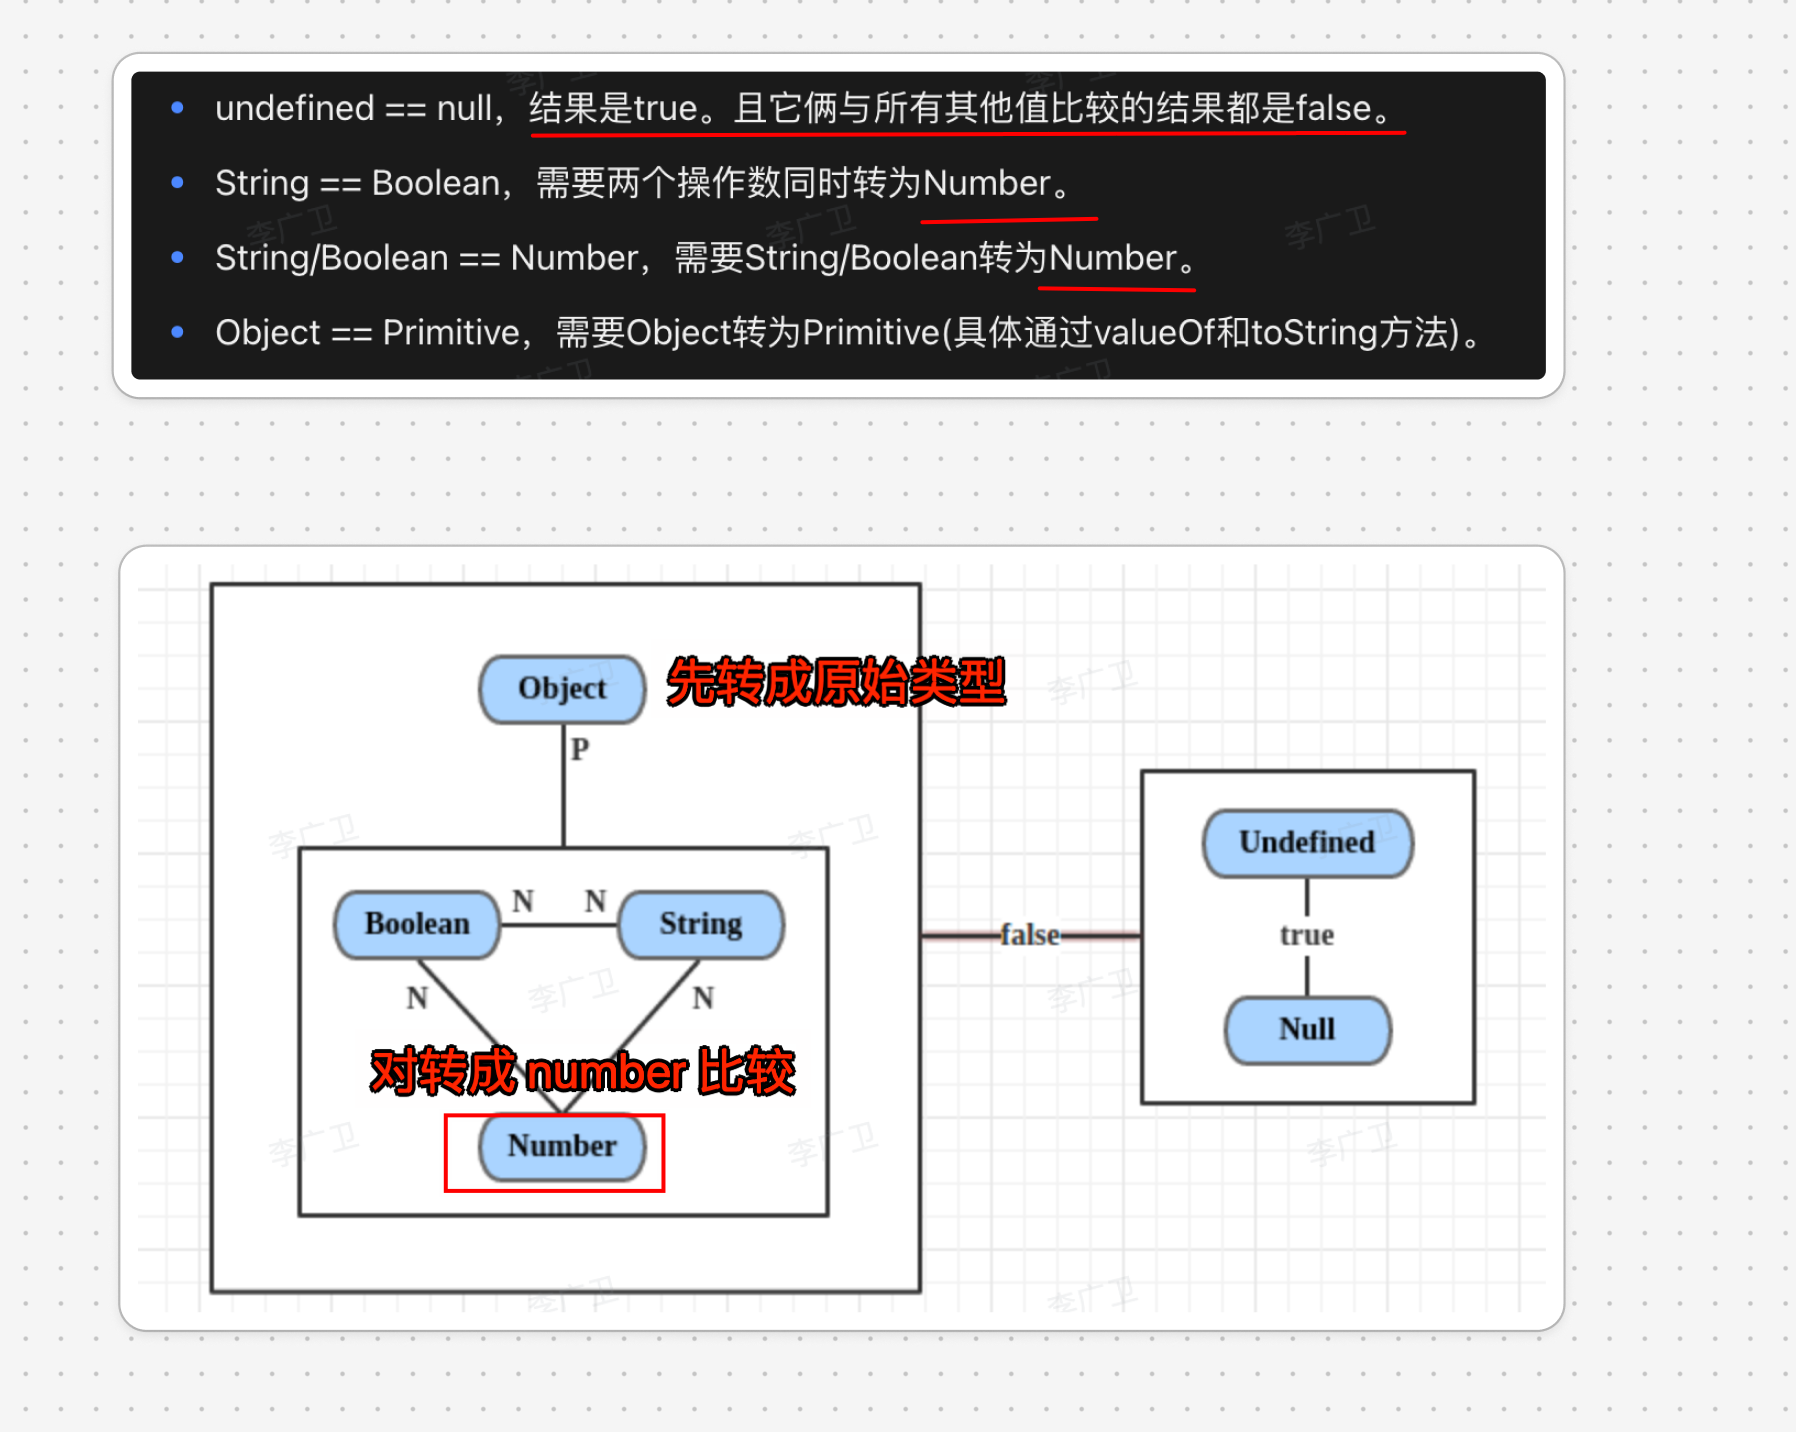 undefined == null，结果是true。且它俩与所有其他值比较的结果都是false。
String == Boolean，需要两个操作数同时转为Number。
String/Boolean == Number，需要String/Boolean转为Number。
Object == Primitive，需要Object转为Primitive(具体通过valueOf和toString方法)。
李广卫
Object 先转成原始类型
P
Undefined
N N
Boolean String
false
true
N N
Null
对转成 number 比较
Number